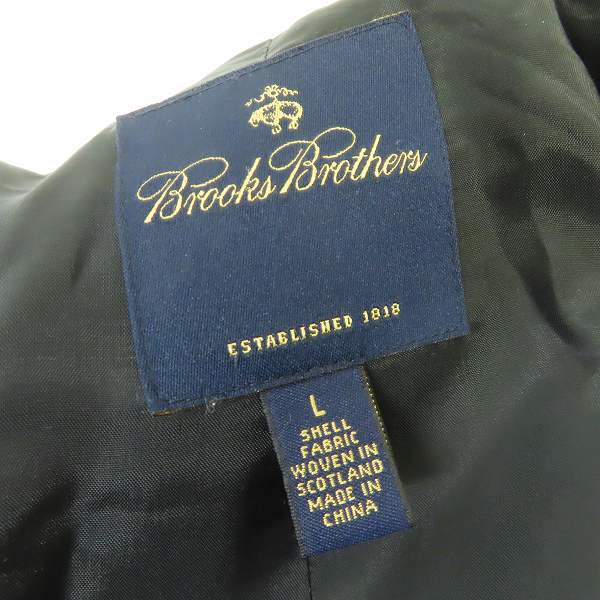 Brooks Brothers
ESTABLISHED 1818
L
SHELL
FABRIC
WOVEN IN
SCOTLAND
MADE IN
CHINA